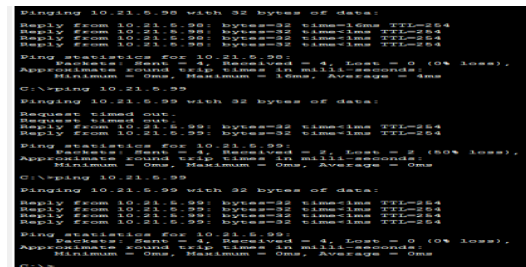 Pinging 10.21.5.98 with 32 bytes of data:
Reply from 10.21.5.98: bytes=32 time=16ms TTL=254
Reply from 10.21.5.98: bytes=32 time<1ms TTL=254
Reply from 10.21.5.98: bytes=32 time<1ms TTL=254
Reply from 10.21.5.98: bytes=32 time<1ms TTL=254
Ping statistics for 10.21.5.98:
Packets: Sent = 4, Received = 4, Lost = 0 (0% loss),
Approximate round trip times in milli-seconds:
Minimum = 0ms, Maximum = 16ms, Average = 4ms
C:\>ping 10.21.5.99
Pinging 10.21.5.99 with 32 bytes of data:
Request timed out.
Request timed out.
Reply from 10.21.5.99: bytes=32 time<1ms TTL=254
Reply from 10.21.5.99: bytes=32 time<1ms TTL=254
Ping statistics for 10.21.5.99:
Packets: Sent = 4, Received = 2, Lost = 2 (50% loss),
Approximate round trip times in milli-seconds:
Minimum = 0ms, Maximum = 0ms, Average = 0ms
C:\>ping 10.21.5.99
Pinging 10.21.5.99 with 32 bytes of data:
Reply from 10.21.5.99: bytes=32 time<1ms TTL=254
Reply from 10.21.5.99: bytes=32 time<1ms TTL=254
Reply from 10.21.5.99: bytes=32 time<1ms TTL=254
Reply from 10.21.5.99: bytes=32 time<1ms TTL=254
Ping statistics for 10.21.5.99:
Packets: Sent = 4, Received = 4, Lost = 0 (0% loss),
Approximate round trip times in milli-seconds:
Minimum = 0ms, Maximum = 0ms, Average = 0ms
C:\>